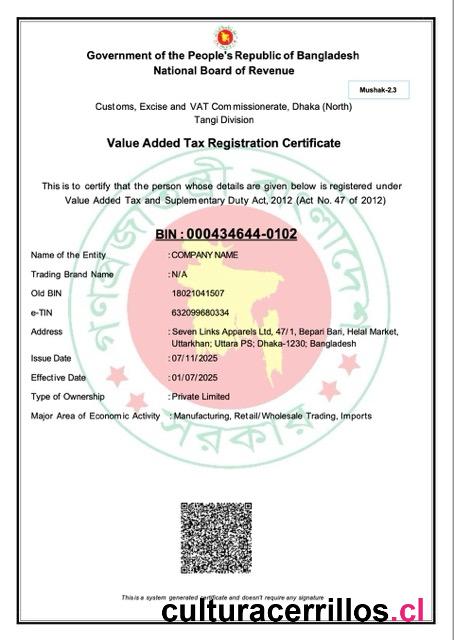 Government of the People's Republic of Bangladesh
National Board of Revenue
Mushak-2.3
Customs, Excise and VAT Commissionerate, Dhaka (North)
Tangi Division
Value Added Tax Registration Certificate
This is to certify that the person whose details are given below is registered under
Value Added Tax and Suplementary Duty Act, 2012 (Act No. 47 of 2012)
BIN : 000434644-0102
Name of the Entity : COMPANY NAME
Trading Brand Name : N/A
Old BIN 18021041507
e-TIN 632099680334
Address : Seven Links Apparels Ltd, 47/1, Bepari Bari, Helal Market,
Uttarkhan; Uttara PS; Dhaka-1230; Bangladesh
Issue Date : 07/11/2025
Effective Date : 01/07/2025
Type of Ownership : Private Limited
Major Area of Economic Activity : Manufacturing, Retail/Wholesale Trading, Imports
গণপ্রজাতন্ত্রী বাংলাদেশ
সরকার
This is a system generated certificate and doesn't require any signature
culturacerrillos.cl